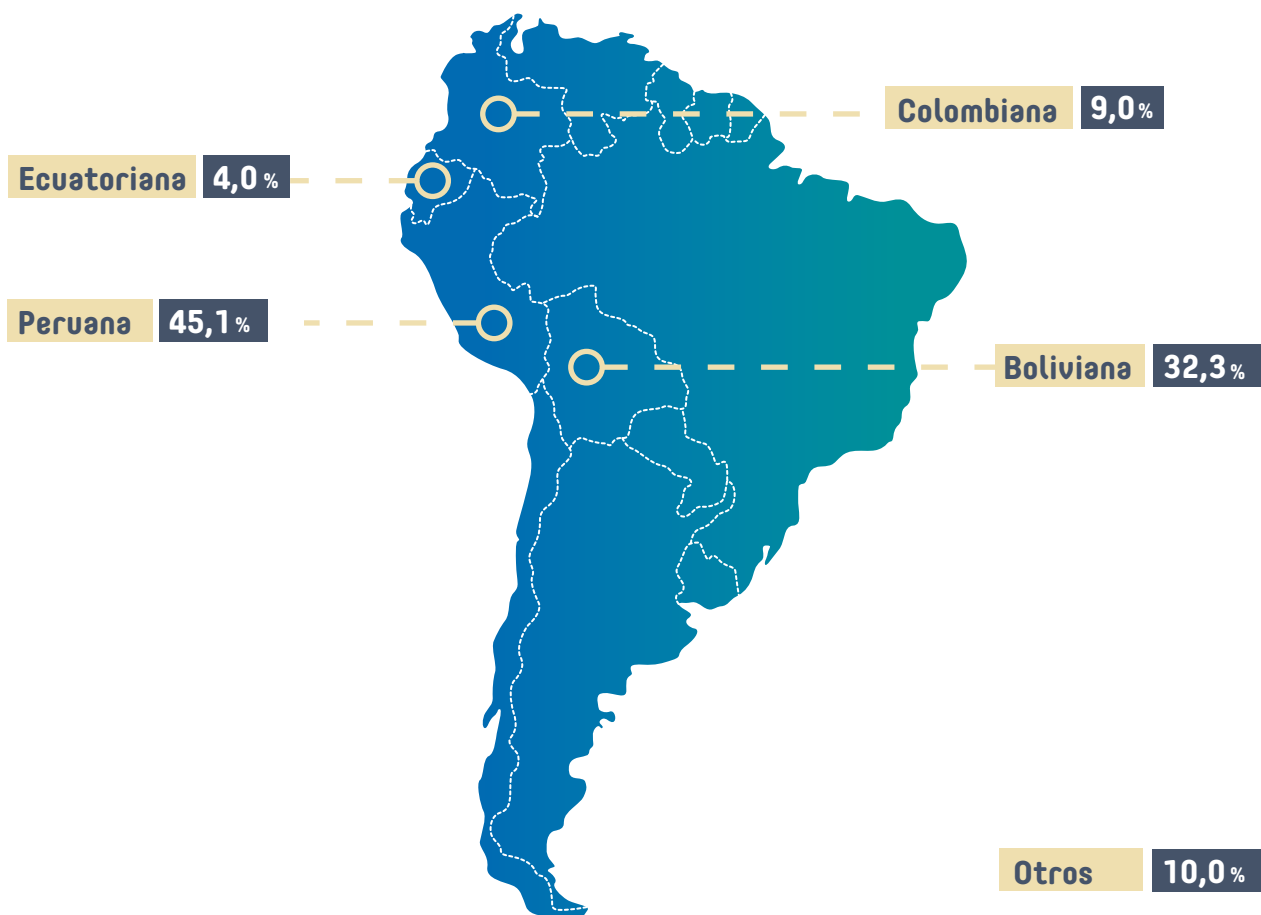 Colombiana 9,0 %
Ecuatoriana 4,0 %
Peruana 45,1 %
Boliviana 32,3 %
Otros 10,0 %